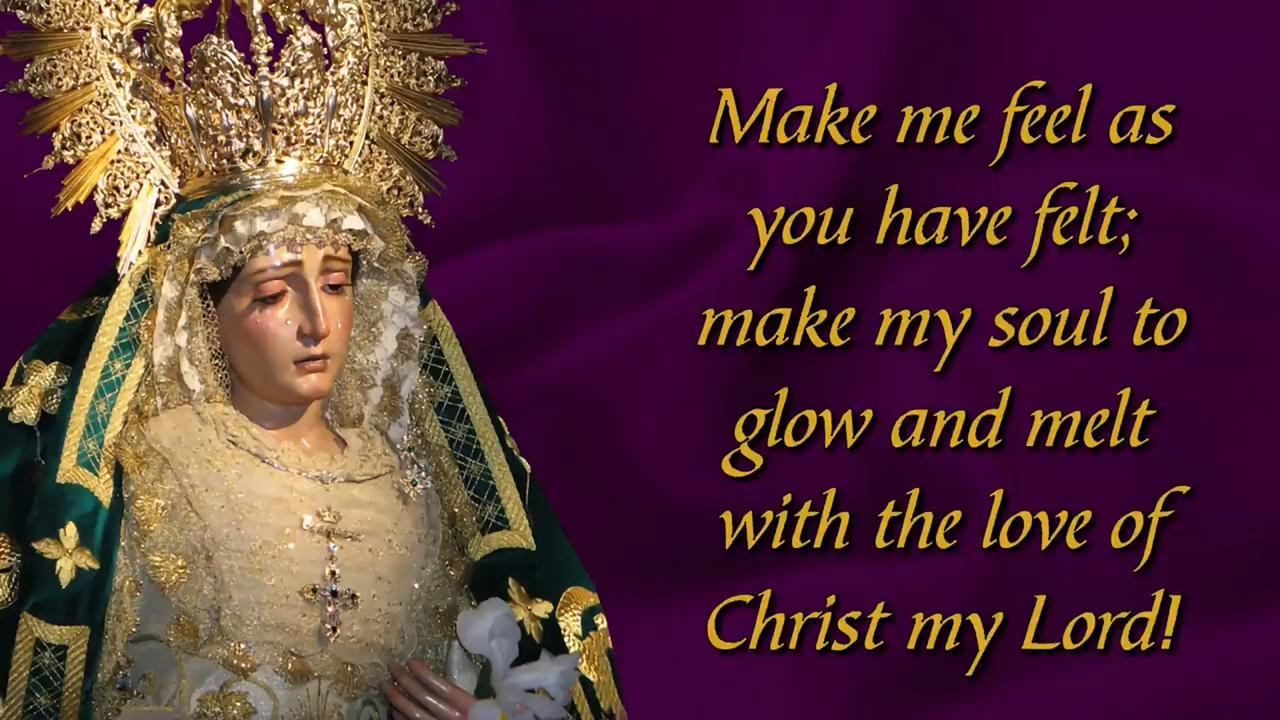 Make me feel as
you have felt;
make my soul to
glow and melt
with the love of
Christ my Lord!